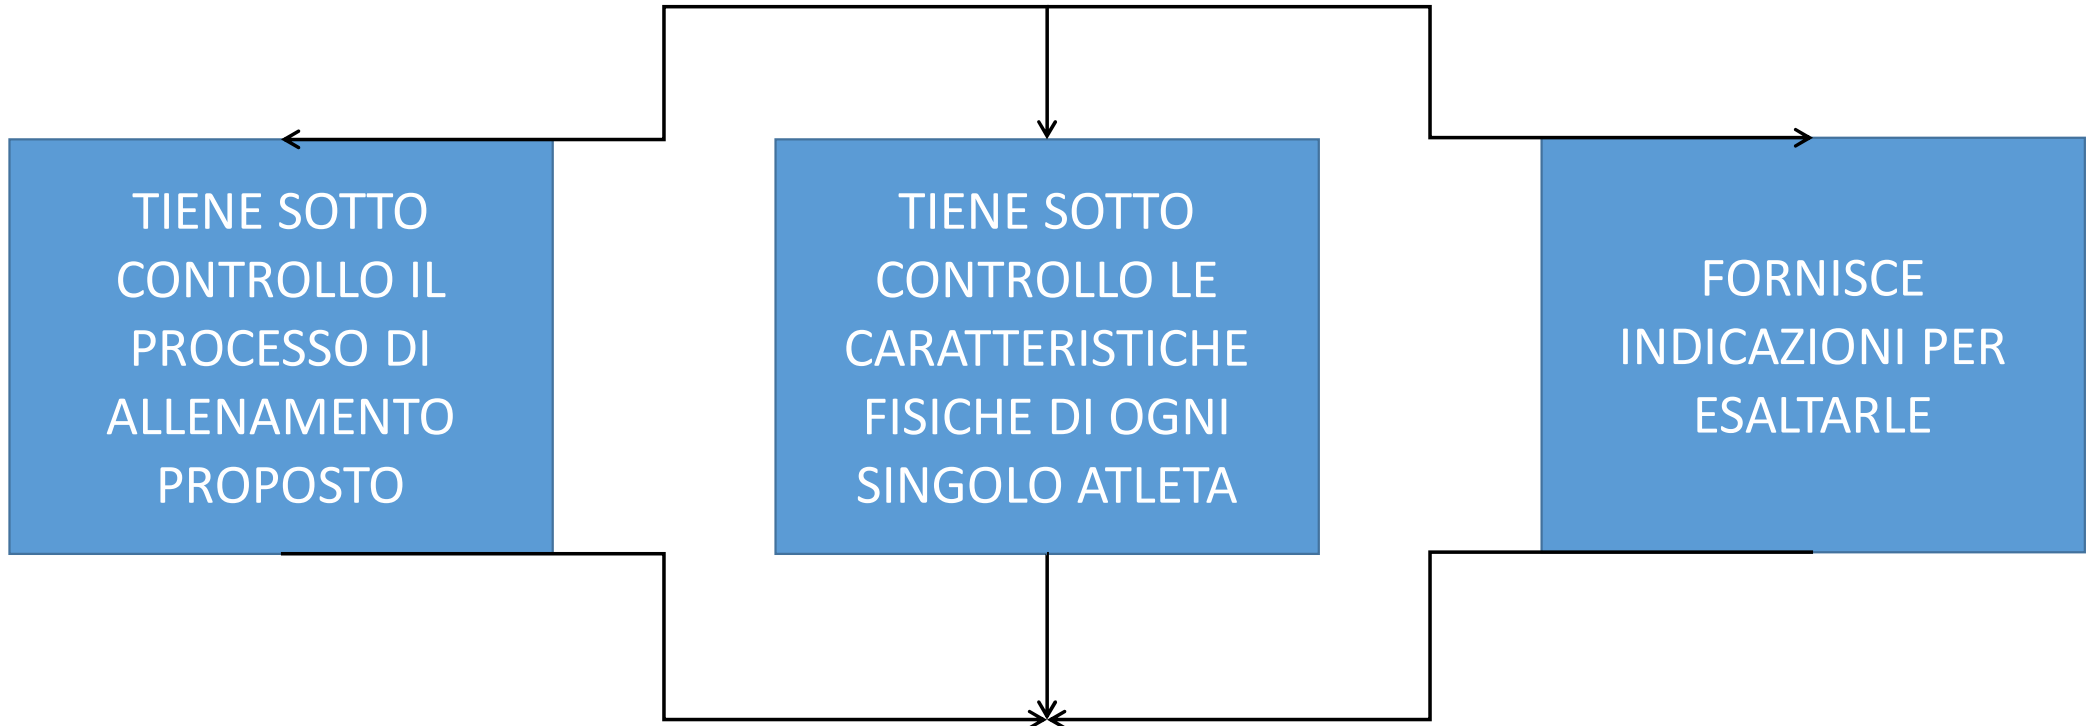 TIENE SOTTO
CONTROLLO IL
PROCESSO DI
ALLENAMENTO
PROPOSTO
TIENE SOTTO
CONTROLLO LE
CARATTERISTICHE
FISICHE DI OGNI
SINGOLO ATLETA
FORNISCE
INDICAZIONI PER
ESALTARLE